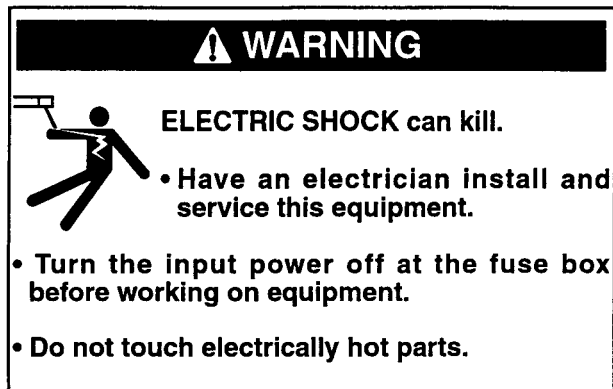 WARNING
ELECTRIC SHOCK can kill.
• Have an electrician install and
service this equipment.
• Turn the input power off at the fuse box
before working on equipment.
• Do not touch electrically hot parts.